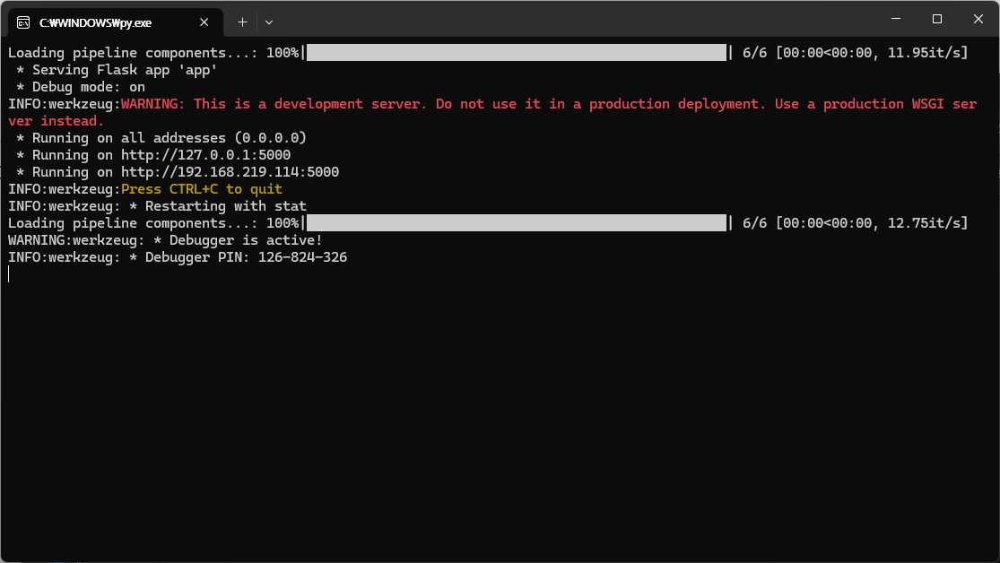 C:₩WINDOWS₩py.exe
Loading pipeline components...: 100%|██████████| 6/6 [00:00<00:00, 11.95it/s]
 * Serving Flask app 'app'
 * Debug mode: on
INFO:werkzeug:WARNING: This is a development server. Do not use it in a production deployment. Use a production WSGI ser
ver instead.
 * Running on all addresses (0.0.0.0)
 * Running on http://127.0.0.1:5000
 * Running on http://192.168.219.114:5000
INFO:werkzeug:Press CTRL+C to quit
INFO:werkzeug: * Restarting with stat
Loading pipeline components...: 100%|██████████| 6/6 [00:00<00:00, 12.75it/s]
WARNING:werkzeug: * Debugger is active!
INFO:werkzeug: * Debugger PIN: 126-824-326